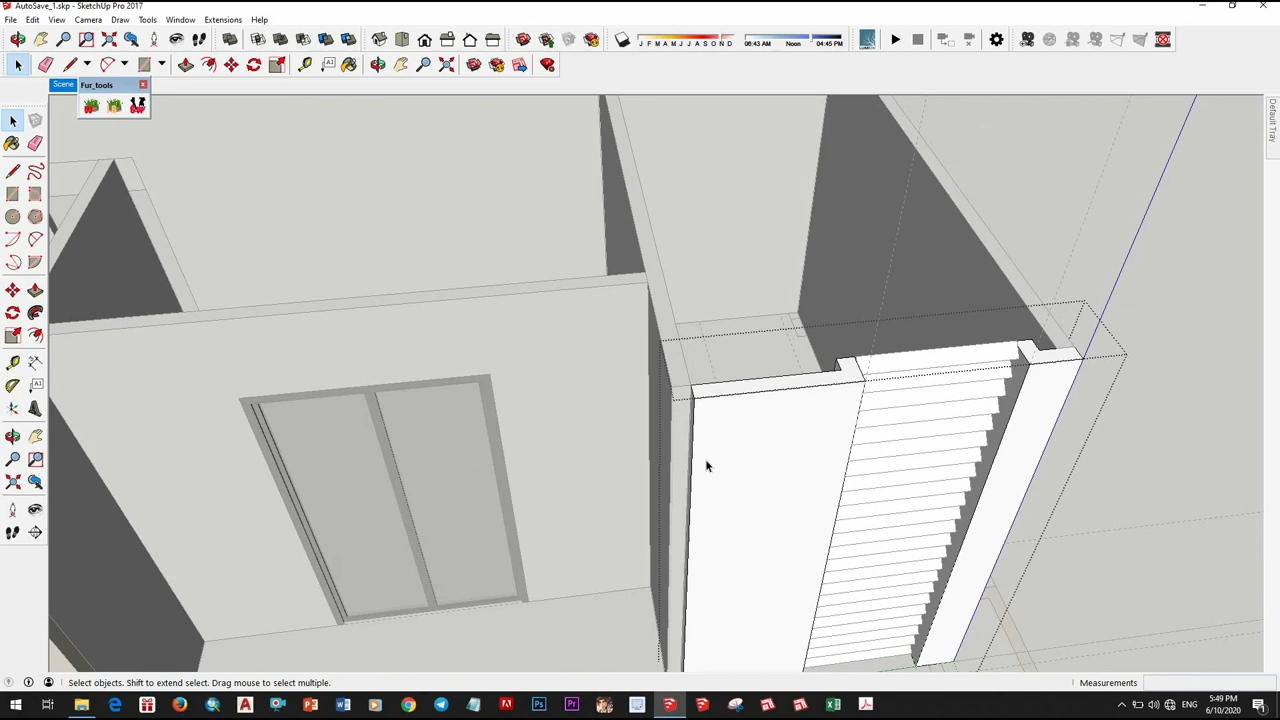 AutoSave_1.skp - SketchUp Pro 2017
File Edit View Camera Draw Tools Window Extensions Help
J F M A M J J A S O N D 06:43 AM Noon 04:45 PM
Scene
Fur_tools
Default Tray
Select objects. Shift to extend select. Drag mouse to select multiple.
Measurements
ENG
5:49 PM
6/10/2020